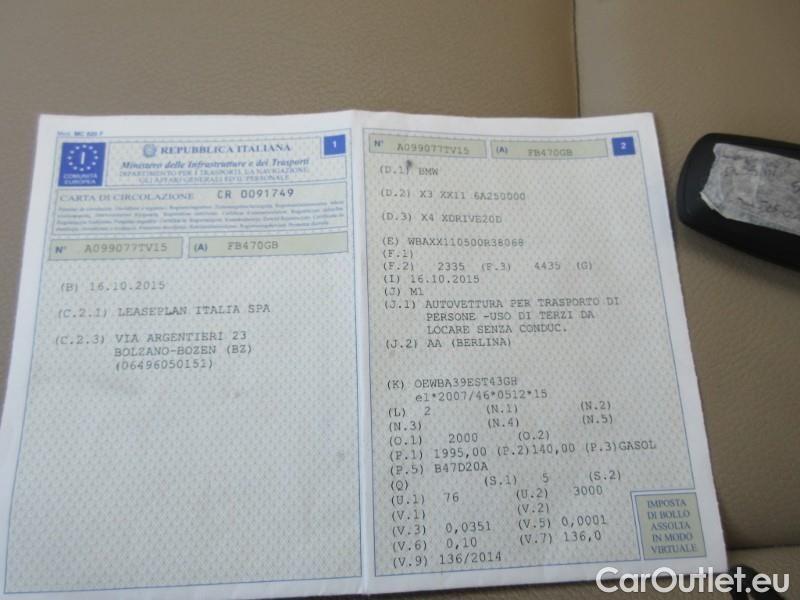 Mod. MC 820 F
I
COMUNITÀ
EUROPEA
REPUBBLICA ITALIANA
1
Ministero delle Infrastrutture e dei Trasporti
DIPARTIMENTO PER I TRASPORTI, LA NAVIGAZIONE,
GLI AFFARI GENERALI ED IL PERSONALE
CARTA DI CIRCOLAZIONE CR 0091749
N° A099077TV15 (A) FB470GB
(B) 16.10.2015
(C.2.1) LEASEPLAN ITALIA SPA
(C.2.3) VIA ARGENTIERI 23
BOLZANO-BOZEN (BZ)
(06496050151)
N° A099077TV15 (A) FB470GB 2
(D.1) BMW
(D.2) X3 XX11 6A250000
(D.3) X4 XDRIVE20D
(E) WBAXX110500R38068
(F.1)
(F.2) 2335 (F.3) 4435 (G)
(I) 16.10.2015
(J) M1
(J.1) AUTOVETTURA PER TRASPORTO DI
PERSONE -USO DI TERZI DA
LOCARE SENZA CONDUC.
(J.2) AA (BERLINA)
(K) OEWBA39EST43GH
e1*2007/46*0512*15
(L) 2 (N.1) (N.2)
(N.3) (N.4) (N.5)
(O.1) 2000 (O.2)
(P.1) 1995,00 (P.2)140,00 (P.3)GASOL
(P.5) B47D20A
(Q) (S.1) 5 (S.2)
(U.1) 76 (U.2) 3000
(V.1) (V.2)
(V.3) 0,0351 (V.5) 0,0001
(V.6) 0,10 (V.7) 136,0
(V.9) 136/2014
IMPOSTA
DI BOLLO
ASSOLTA
IN MODO
VIRTUALE
CarOutlet.eu